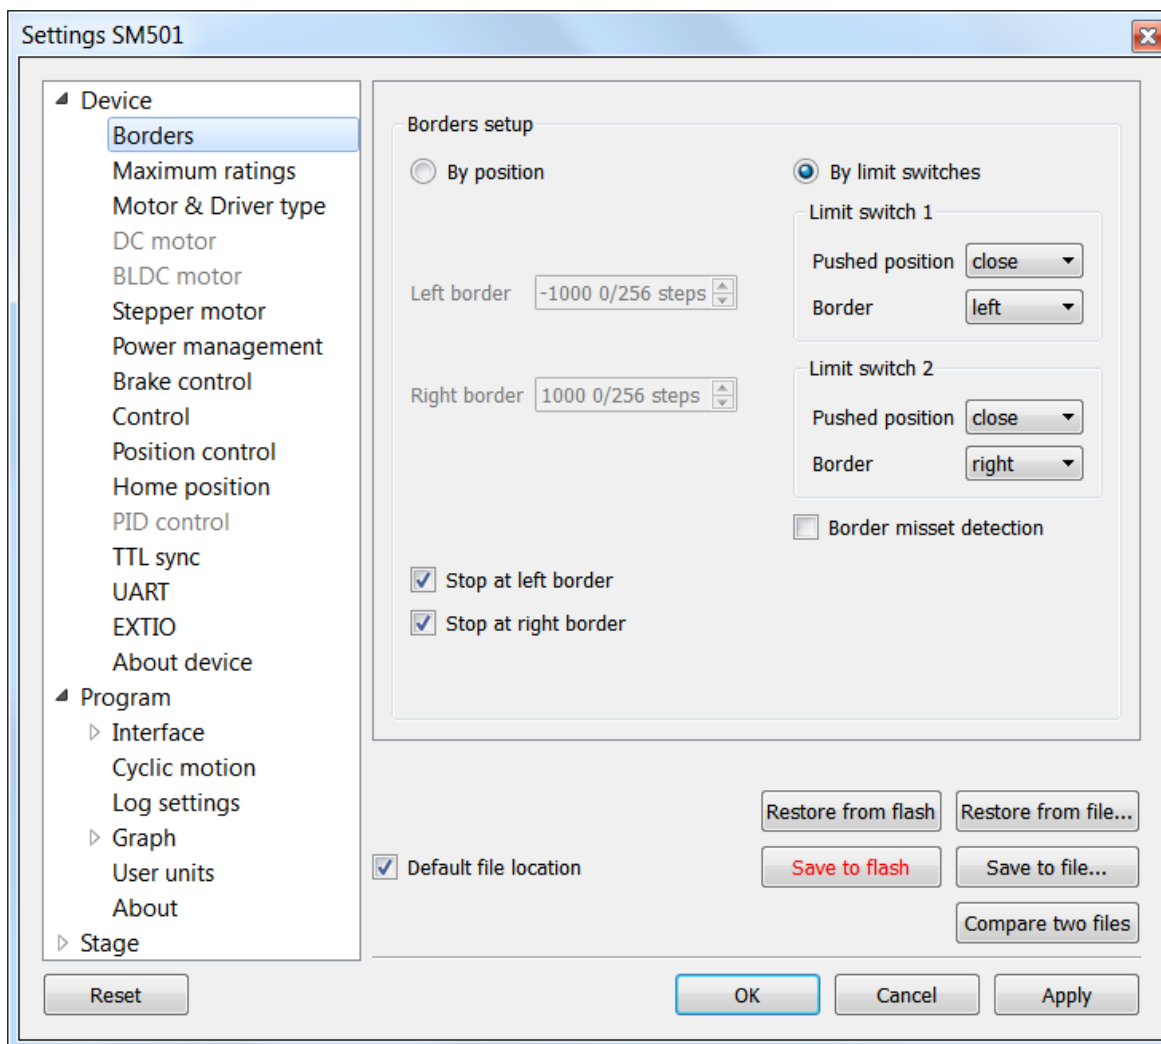 Settings SM501
Device
Borders
Maximum ratings
Motor & Driver type
DC motor
BLDC motor
Stepper motor
Power management
Brake control
Control
Position control
Home position
PID control
TTL sync
UART
EXTIO
About device
Program
Interface
Cyclic motion
Log settings
Graph
User units
About
Stage
Borders setup
By position
By limit switches
Limit switch 1
Pushed position close
Border left
Left border -1000 0/256 steps
Limit switch 2
Right border 1000 0/256 steps
Pushed position close
Border right
Border misset detection
Stop at left border
Stop at right border
Restore from flash Restore from file...
Default file location Save to flash Save to file...
Compare two files
Reset OK Cancel Apply